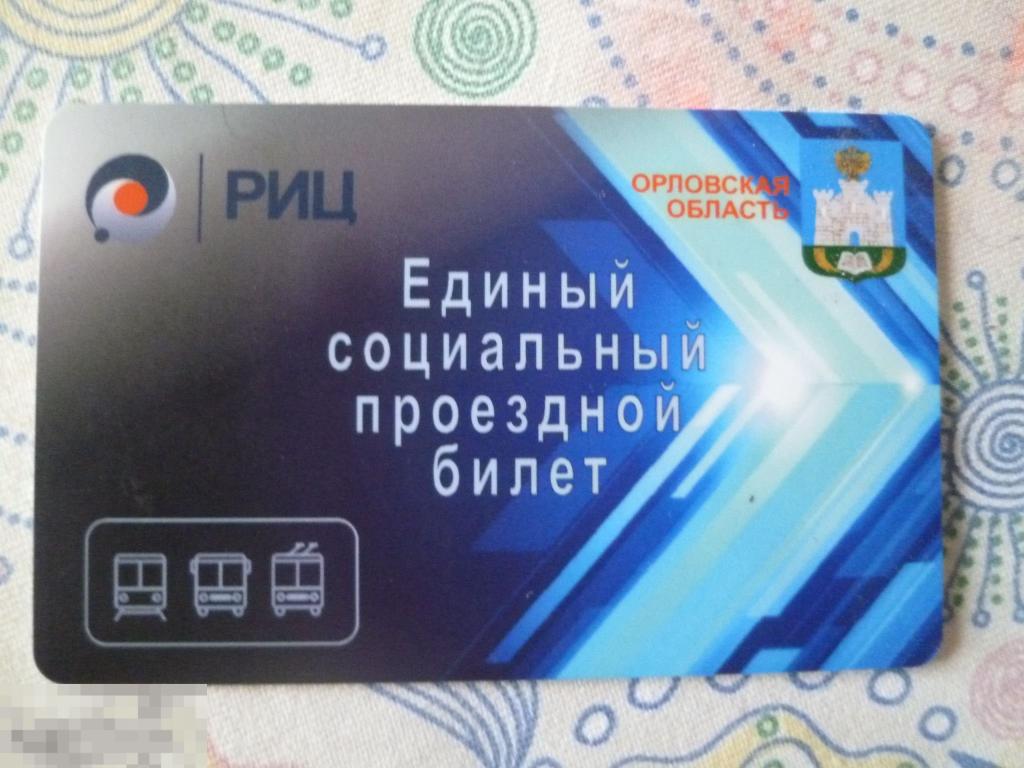 РИЦ
ОРЛОВСКАЯ
ОБЛАСТЬ
Единый
социальный
проездной
билет